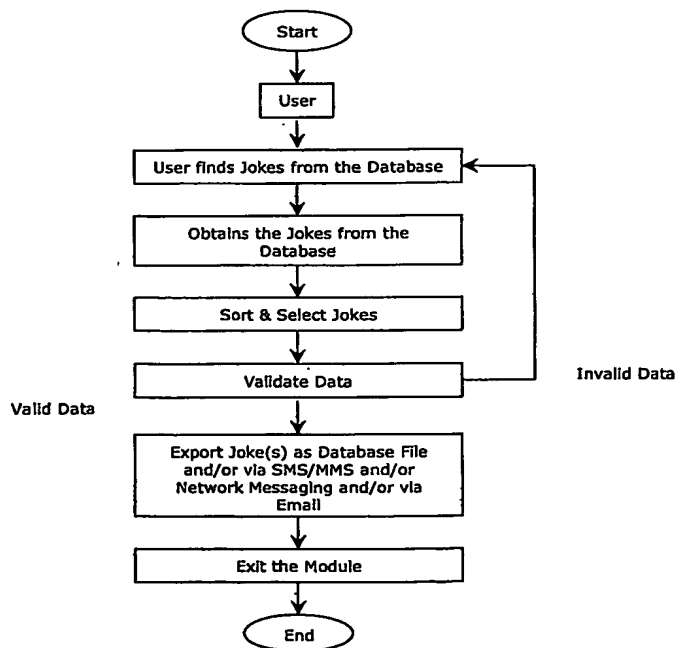 Start
User
User finds Jokes from the Database
Obtains the Jokes from the
Database
Sort & Select Jokes
Validate Data
Invalid Data
Valid Data
Export Joke(s) as Database File
and/or via SMS/MMS and/or
Network Messaging and/or via
Email
Exit the Module
End